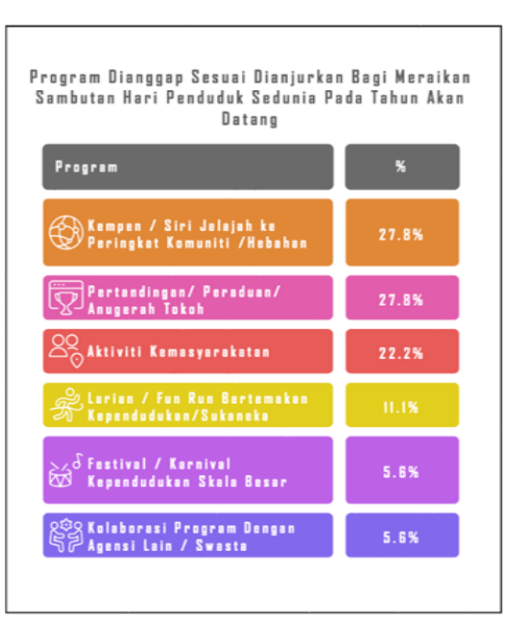 Program Dianggap Sesuai Dianjurkan Bagi Meraikan
Sambutan Hari Penduduk Sedunia Pada Tahun Akan
Datang
Program %
Kempen / Siri Jelajah ke
Peringkat Komuniti /Hebahan
27.8%
Pertandingan/ Peraduan/
Anugerah Tokoh
27.8%
Aktiviti Kemasyarakatan 22.2%
Larian / Fun Run Bertemakan
Kependudukan/Sukaneka
11.1%
Festival / Karnival
Kependudukan Skala Besar
5.6%
Kolaborasi Program Dengan
Agensi Lain / Swasta
5.6%